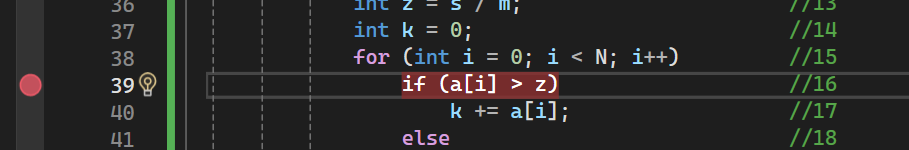 36 int z = s / m; //13
37 int k = 0; //14
38 for (int i = 0; i < N; i++) //15
39 if (a[i] > z) //16
40 k += a[i]; //17
41 else //18